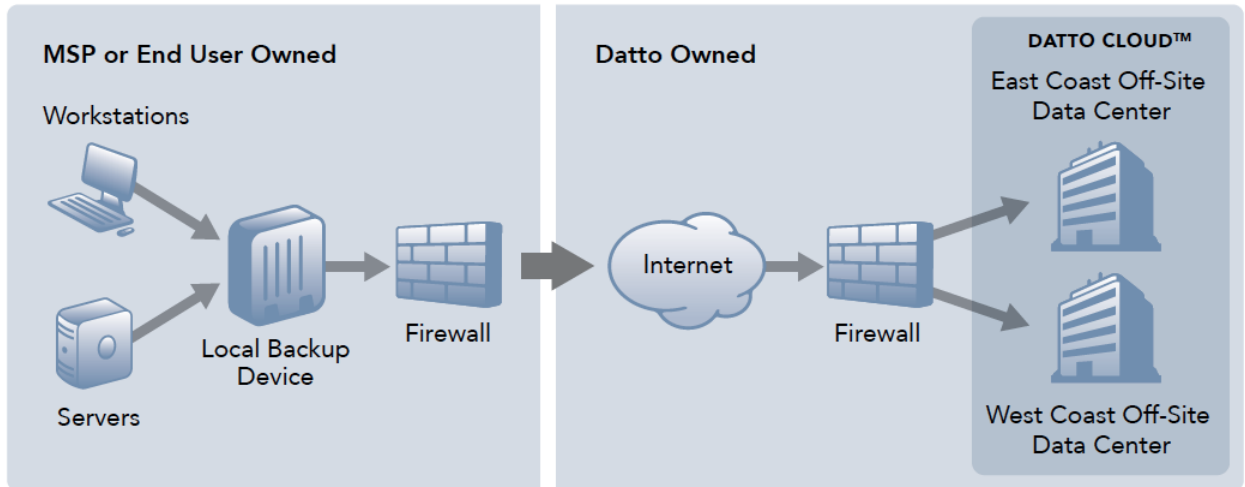 MSP or End User Owned
Workstations
Servers
Local Backup
Device
Firewall
Datto Owned
Internet
Firewall
DATTO CLOUD™
East Coast Off-Site
Data Center
West Coast Off-Site
Data Center